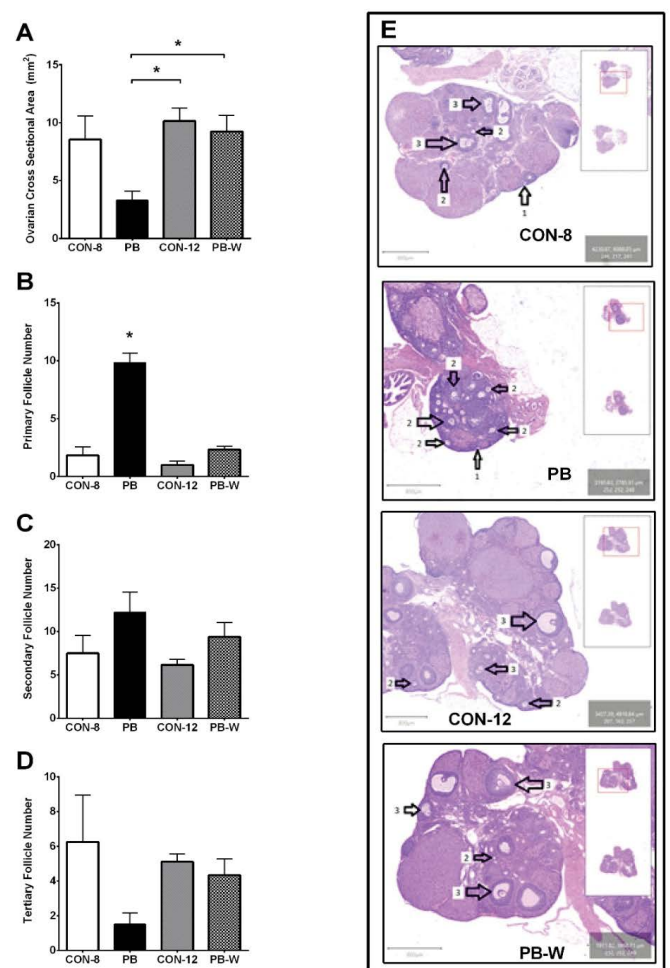 A
Ovarian Cross Sectional Area (mm²)
15
10
5
0
*
*
CON-8 PB CON-12 PB-W
B
Primary Follicle Number
15
10
5
0
*
CON-8 PB CON-12 PB-W
C
Secondary Follicle Number
20
15
10
5
0
CON-8 PB CON-12 PB-W
D
Tertiary Follicle Number
10
8
6
4
2
0
CON-8 PB CON-12 PB-W
E
3
2
3
2
1
CON-8
2
2
2
2
2
1
PB
3
3
2
2
CON-12
3
3
2
3
PB-W